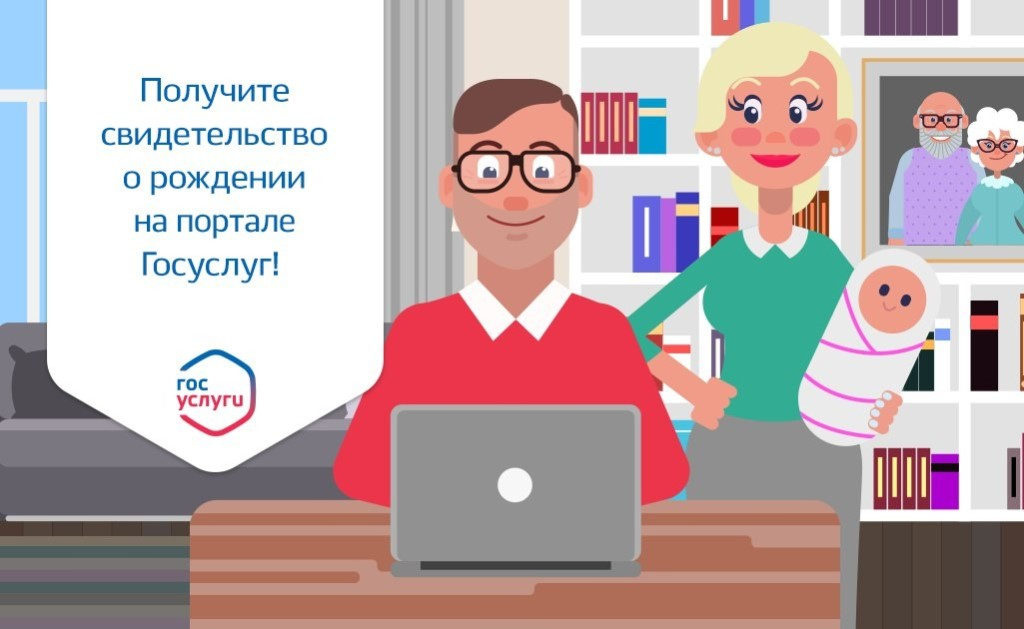 Получите
свидетельство
о рождении
на портале
Госуслуг!
гос
услуги